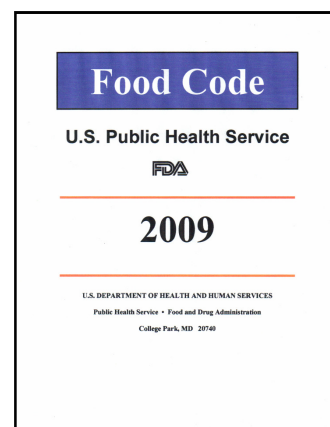 Food Code
U.S. Public Health Service
FDA
2009
U.S. DEPARTMENT OF HEALTH AND HUMAN SERVICES
Public Health Service • Food and Drug Administration
College Park, MD 20740